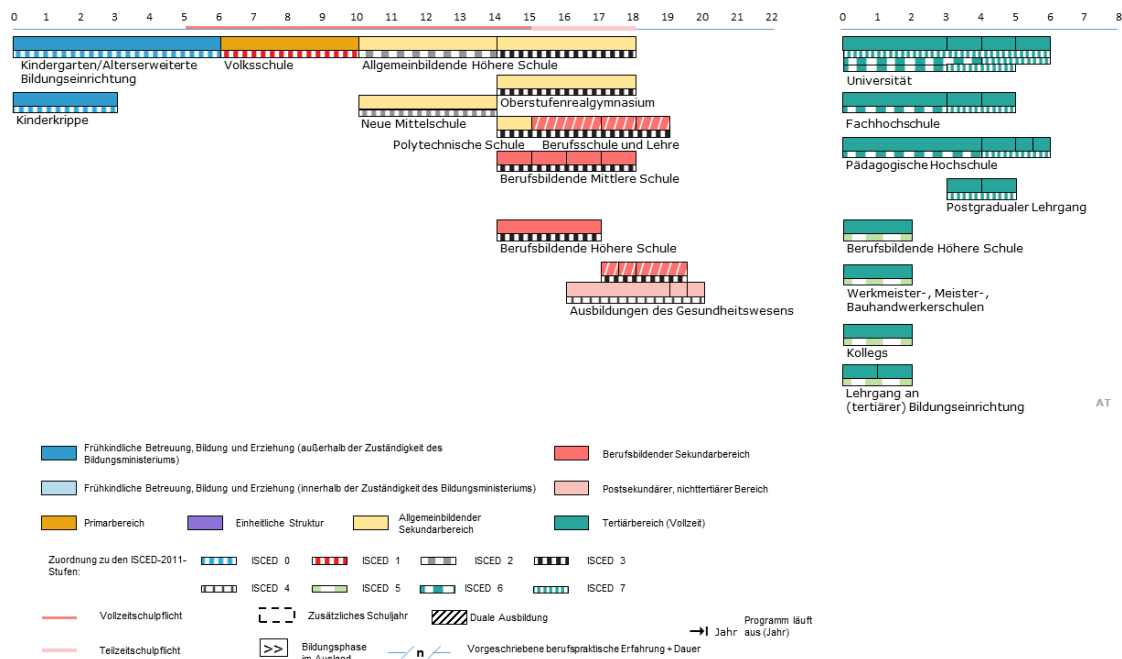 0 1 2 3 4 5 6 7 8 9 10 11 12 13 14 15 16 17 18 19 20 21 22
0 1 2 3 4 5 6 7 8
Kindergarten/Alterserweiterte
Bildungseinrichtung
Volksschule
Allgemeinbildende Höhere Schule
Kinderkrippe
Oberstufenrealgymnasium
Neue Mittelschule
Polytechnische Schule
Berufsschule und Lehre
Berufsbildende Mittlere Schule
Berufsbildende Höhere Schule
Ausbildungen des Gesundheitswesens
Universität
Fachhochschule
Pädagogische Hochschule
Postgradualer Lehrgang
Berufsbildende Höhere Schule
Werkmeister-, Meister-,
Bauhandwerkerschulen
Kollegs
Lehrgang an
(tertiärer) Bildungseinrichtung
AT
Frühkindliche Betreuung, Bildung und Erziehung (außerhalb der Zuständigkeit des
Bildungsministeriums)
Berufsbildender Sekundarbereich
Frühkindliche Betreuung, Bildung und Erziehung (innerhalb der Zuständigkeit des Bildungsministeriums)
Postsekundärer, nichttertiärer Bereich
Primarbereich
Einheitliche Struktur
Allgemeinbildender
Sekundarbereich
Tertiärbereich (Vollzeit)
Zuordnung zu den ISCED-2011-
Stufen:
ISCED 0
ISCED 1
ISCED 2
ISCED 3
ISCED 4
ISCED 5
ISCED 6
ISCED 7
Vollzeitschulpflicht
Zusätzliches Schuljahr
Duale Ausbildung
Jahr
Programm läuft
aus (Jahr)
Teilzeitschulpflicht
>>
Bildungsphase
im Ausland
n
Vorgeschriebene berufspraktische Erfahrung + Dauer